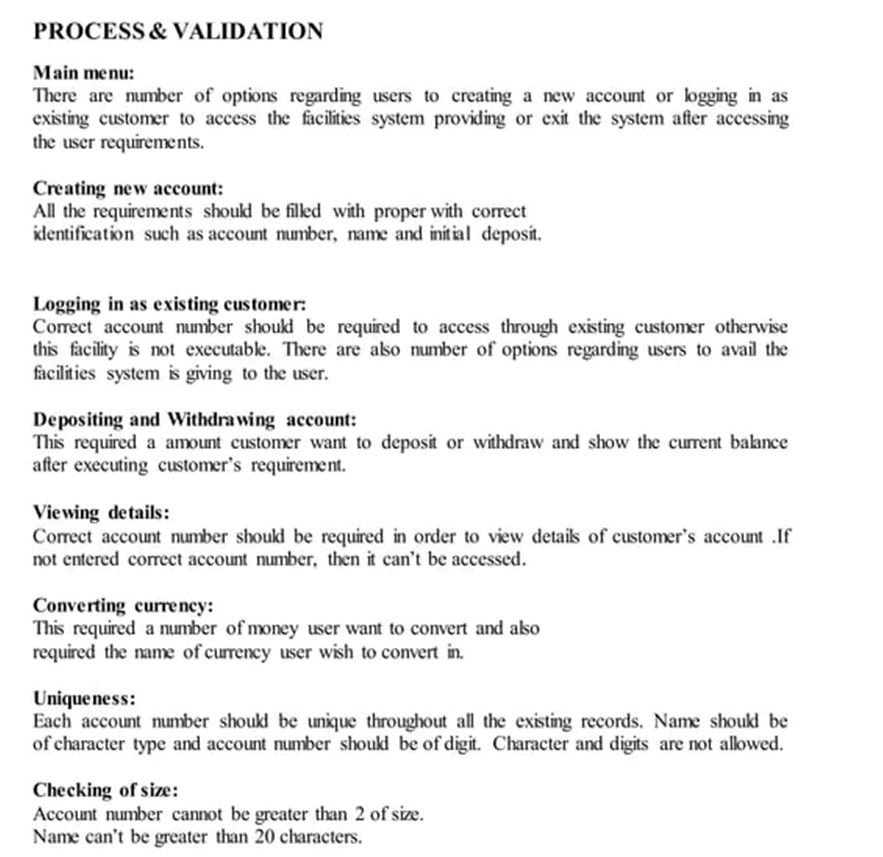 PROCESS & VALIDATION
Main menu:
There are number of options regarding users to creating a new account or logging in as
existing customer to access the facilities system providing or exit the system after accessing
the user requirements.
Creating new account:
All the requirements should be filled with proper with correct
identification such as account number, name and initial deposit.
Logging in as existing customer:
Correct account number should be required to access through existing customer otherwise
this facility is not executable. There are also number of options regarding users to avail the
facilities system is giving to the user.
Depositing and Withdrawing account:
This required a amount customer want to deposit or withdraw and show the current balance
after executing customer's requirement.
Viewing details:
Correct account number should be required in order to view details of customer's account .If
not entered correct account number, then it can't be accessed.
Converting currency:
This required a number of money user want to convert and also
required the name of currency user wish to convert in.
Uniqueness:
Each account number should be unique throughout all the existing records. Name should be
of character type and account number should be of digit. Character and digits are not allowed.
Checking of size:
Account number cannot be greater than 2 of size.
Name can't be greater than 20 characters.